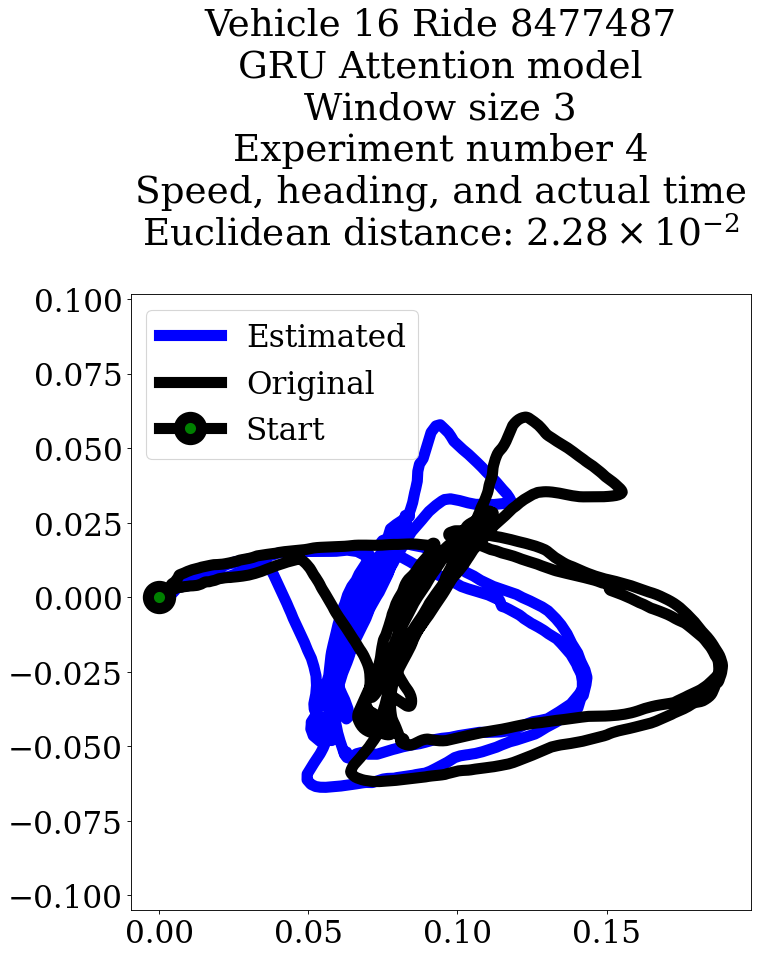 Vehicle 16 Ride 8477487
GRU Attention model
Window size 3
Experiment number 4
Speed, heading, and actual time
Euclidean distance: 2.28 × 10⁻²
Estimated
Original
Start
0.100
0.075
0.050
0.025
0.000
−0.025
−0.050
−0.075
−0.100
0.00 0.05 0.10 0.15